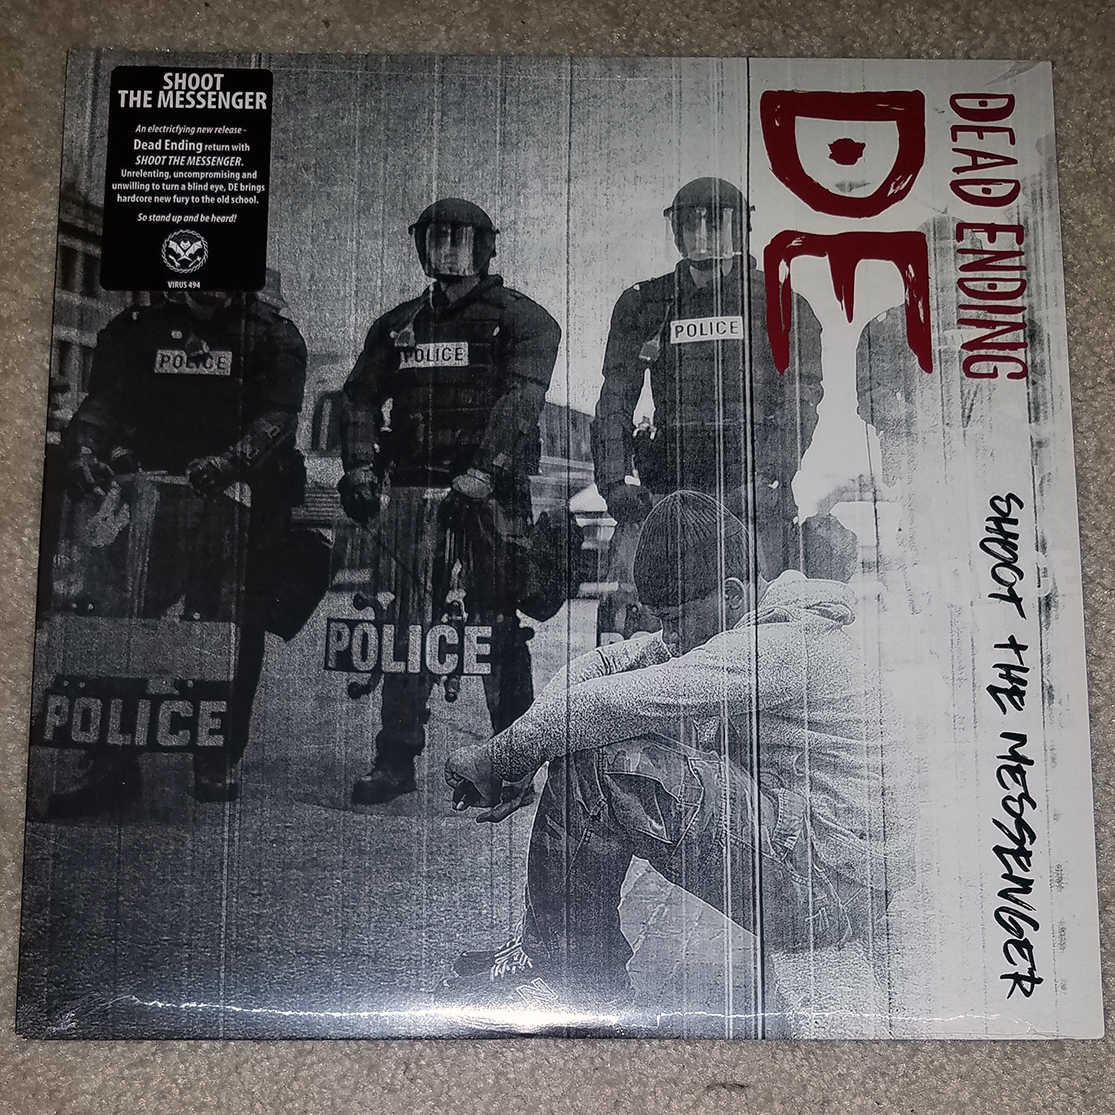 SHOOT
THE MESSENGER
An electricfying new release -
Dead Ending return with
SHOOT THE MESSENGER.
Unrelenting, uncompromising and
unwilling to turn a blind eye, DE brings
hardcore new fury to the old school.
So stand up and be heard!
VIRUS 494
DE
DEAD ENDING
SHOOT THE MESSENGER
POLICE
POLICE
POLICE
POLICE
POLICE